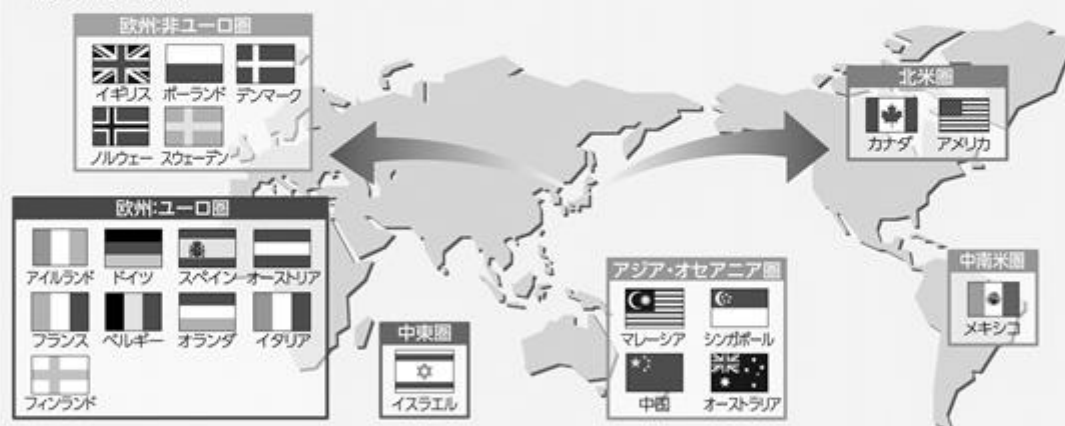 欧州:非ユーロ圏
イギリス ポーランド デンマーク
ノルウェー スウェーデン
北米圏
カナダ アメリカ
欧州:ユーロ圏
アイルランド ドイツ スペイン オーストリア
フランス ベルギー オランダ イタリア
フィンランド
中東圏
イスラエル
アジア・オセアニア圏
マレーシア シンガポール
中国 オーストラリア
中南米圏
メキシコ